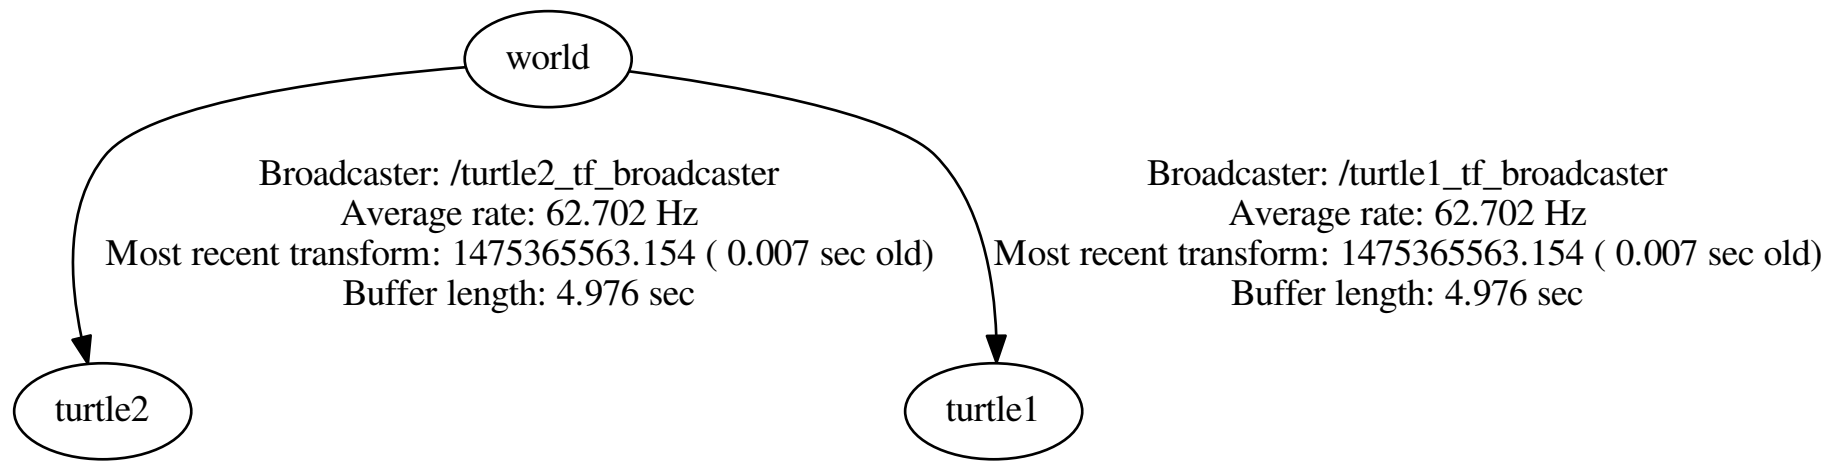 world
Broadcaster: /turtle2_tf_broadcaster
Average rate: 62.702 Hz
Most recent transform: 1475365563.154 ( 0.007 sec old)
Buffer length: 4.976 sec
Broadcaster: /turtle1_tf_broadcaster
Average rate: 62.702 Hz
Most recent transform: 1475365563.154 ( 0.007 sec old)
Buffer length: 4.976 sec
turtle2
turtle1